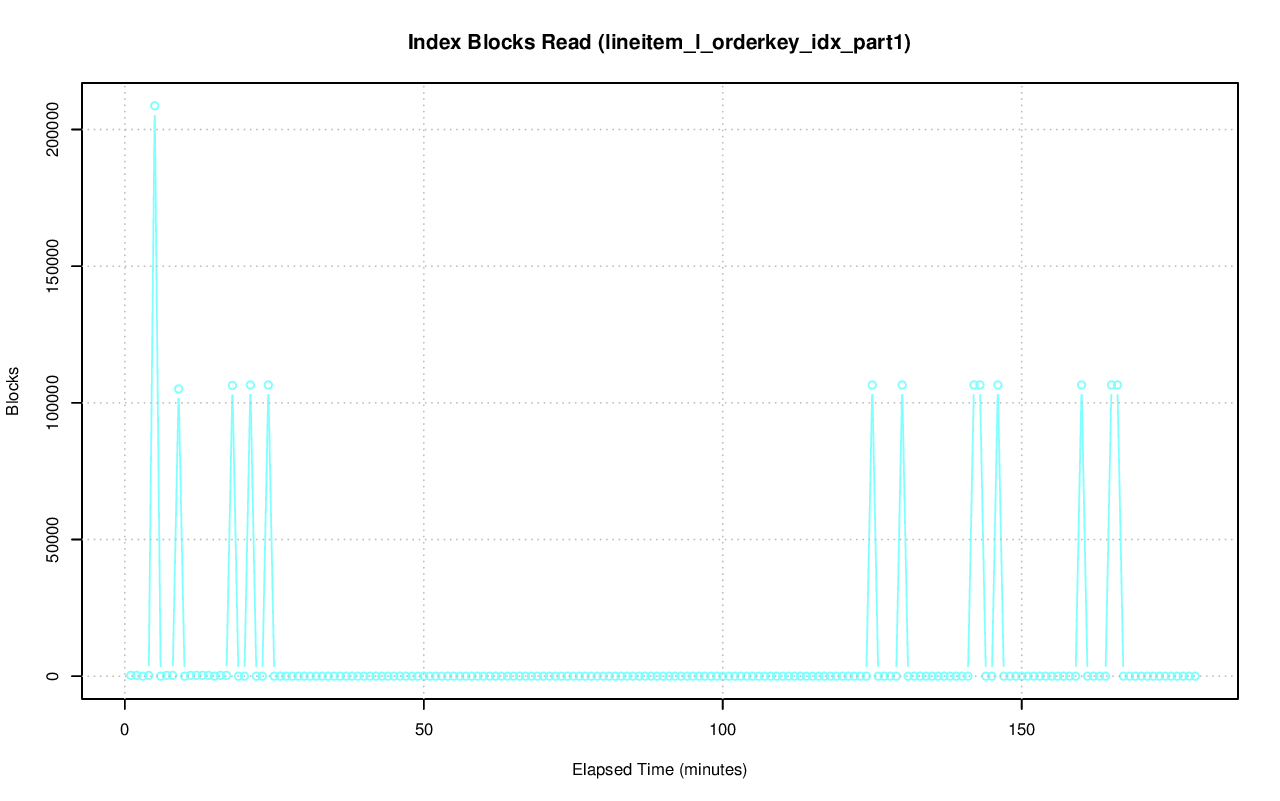 Index Blocks Read (lineitem_l_orderkey_idx_part1)
200000
150000
100000
50000
0
Blocks
0 50 100 150
Elapsed Time (minutes)